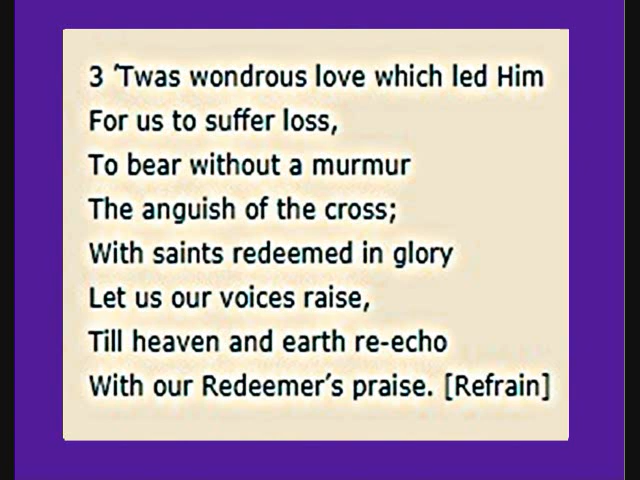 3 ‘Twas wondrous love which led Him
For us to suffer loss,
To bear without a murmur
The anguish of the cross;
With saints redeemed in glory
Let us our voices raise,
Till heaven and earth re-echo
With our Redeemer’s praise. [Refrain]